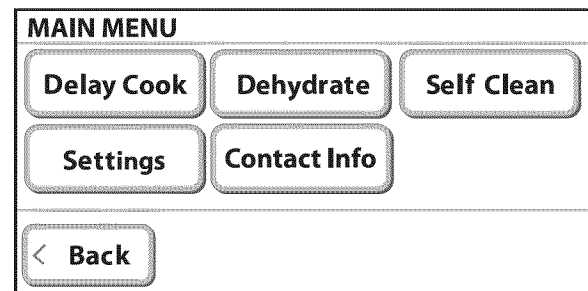 MAIN MENU
Delay Cook Dehydrate Self Clean
Settings Contact Info
< Back